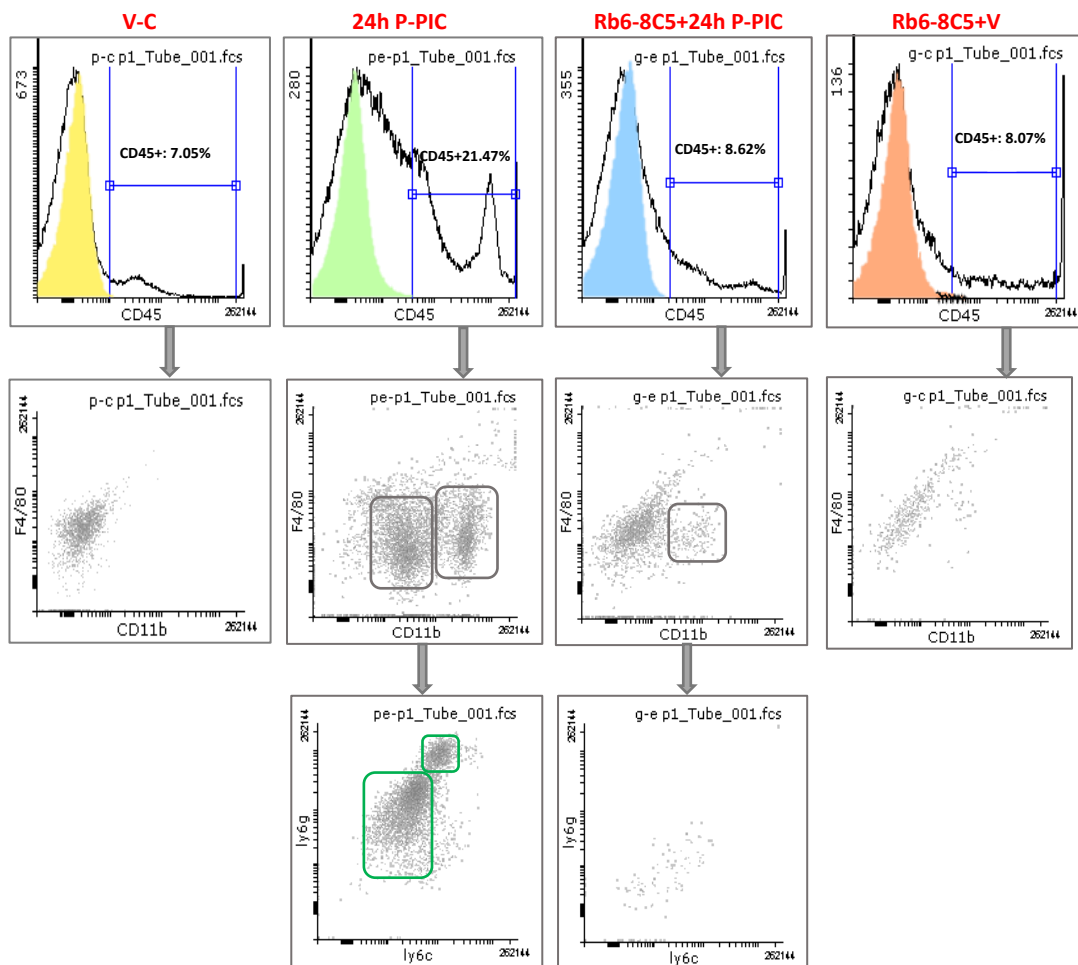 V-C
24h P-PIC
Rb6-8C5+24h P-PIC
Rb6-8C5+V
p-c p1_Tube_001.fcs
673
CD45+: 7.05%
CD45
262144
pe-p1_Tube_001.fcs
280
CD45+21.47%
CD45
262144
g-e p1_Tube_001.fcs
355
CD45+: 8.62%
CD45
262144
g-c p1_Tube_001.fcs
136
CD45+: 8.07%
CD45
262144
p-c p1_Tube_001.fcs
262144
F4/80
CD11b
262144
pe-p1_Tube_001.fcs
262144
F4/80
CD11b
262144
g-e p1_Tube_001.fcs
262144
F4/80
CD11b
262144
g-c p1_Tube_001.fcs
262144
F4/80
CD11b
262144
pe-p1_Tube_001.fcs
262144
ly6g
ly6c
262144
g-e p1_Tube_001.fcs
262144
ly6g
ly6c
262144